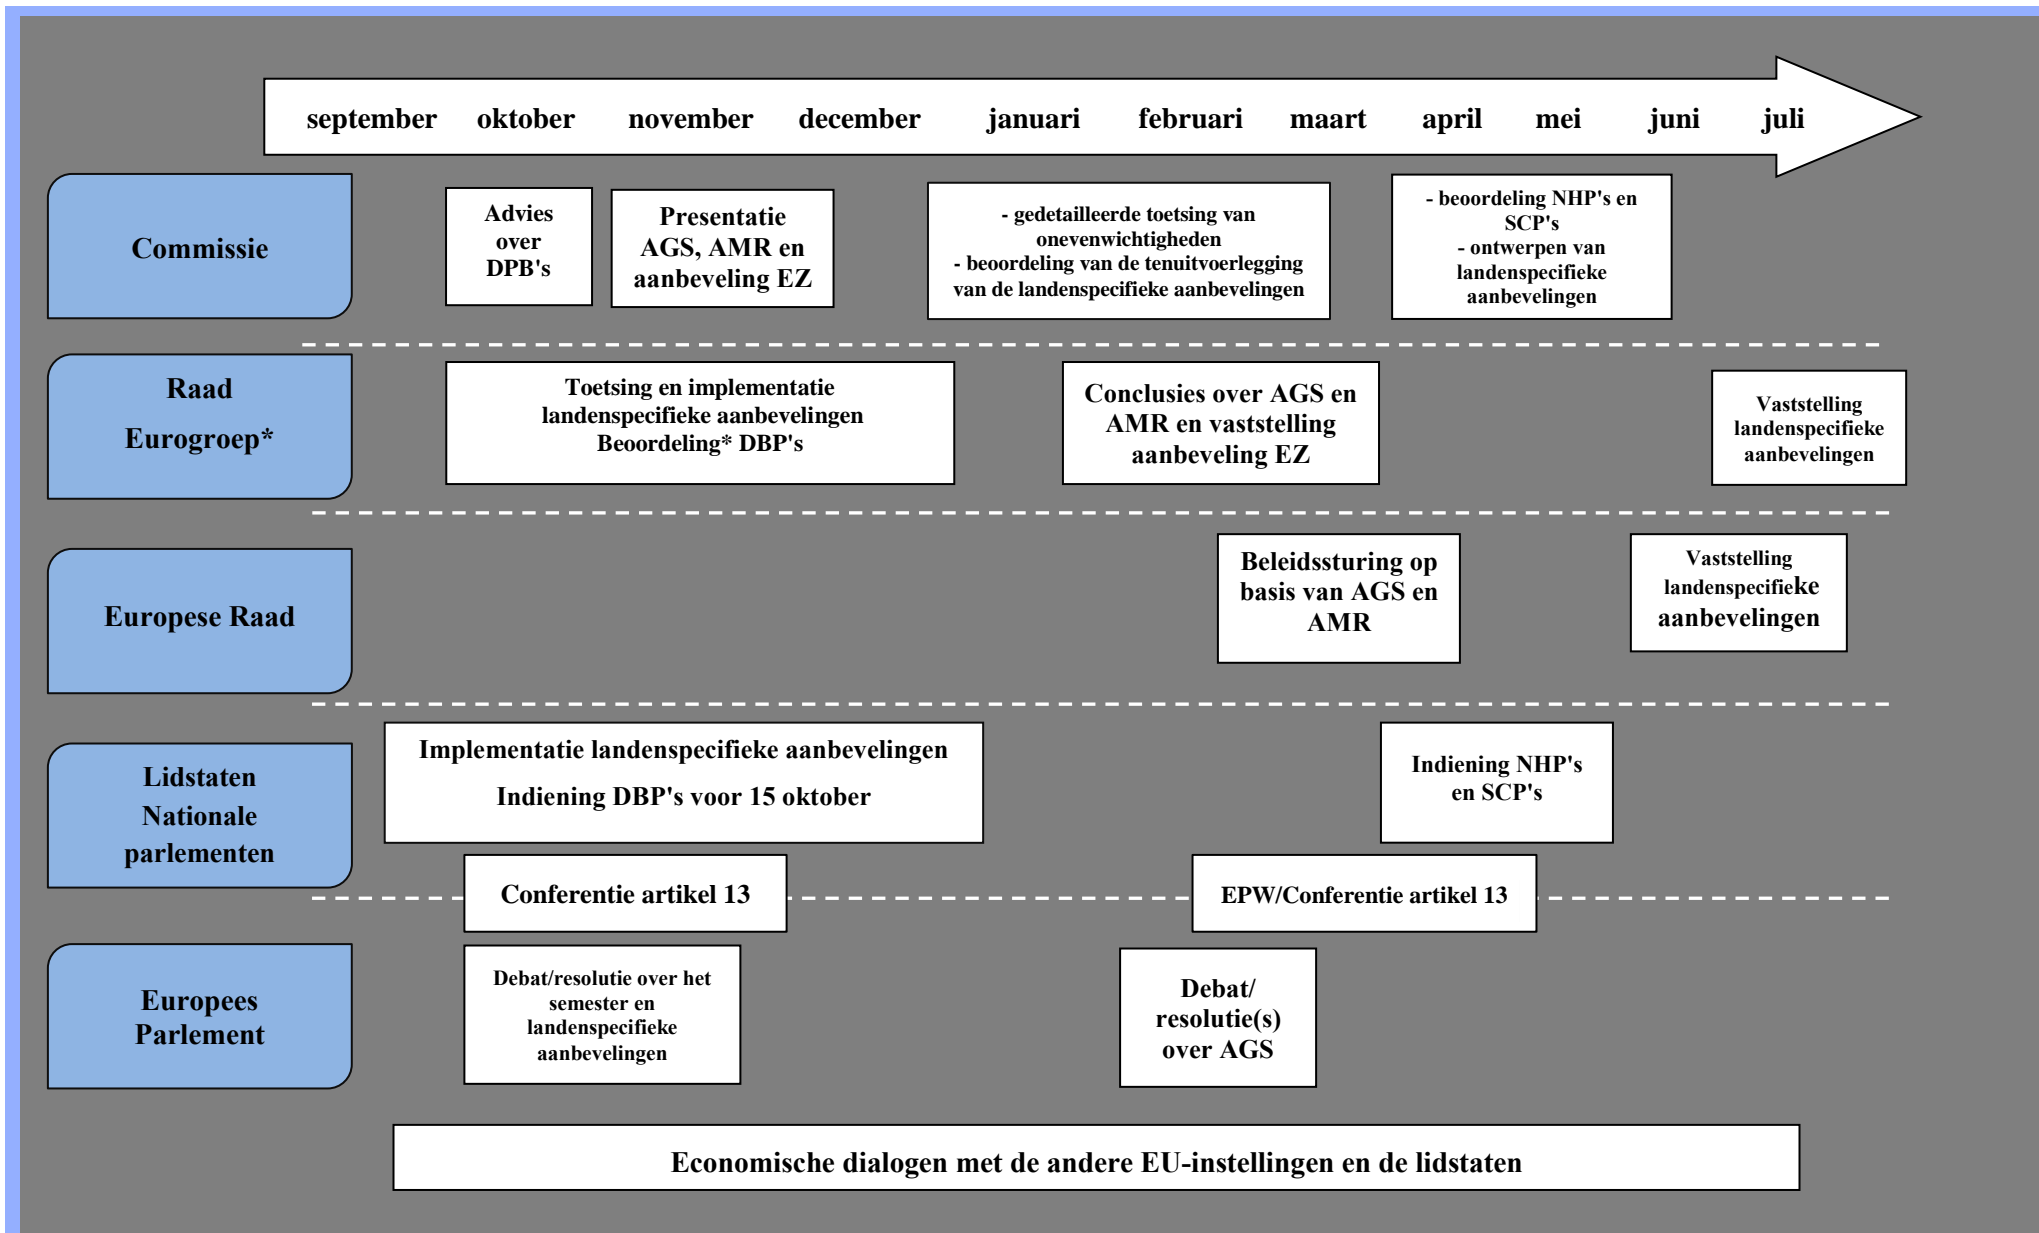 september oktober november december januari februari maart april mei juni juli
Commissie
Advies
over
DPB's
Presentatie
AGS, AMR en
aanbeveling EZ
- gedetailleerde toetsing van
onevenwichtigheden
- beoordeling van de tenuitvoerlegging
van de landenspecifieke aanbevelingen
- beoordeling NHP's en
SCP's
- ontwerpen van
landenspecifieke
aanbevelingen
Raad
Eurogroep*
Toetsing en implementatie
landenspecifieke aanbevelingen
Beoordeling* DBP's
Conclusies over AGS en
AMR en vaststelling
aanbeveling EZ
Vaststelling
landenspecifieke
aanbevelingen
Europese Raad
Beleidssturing op
basis van AGS en
AMR
Vaststelling
landenspecifieke
aanbevelingen
Lidstaten
Nationale
parlementen
Implementatie landenspecifieke aanbevelingen
Indiening DBP's voor 15 oktober
Indiening NHP's
en SCP's
Conferentie artikel 13
EPW/Conferentie artikel 13
Europees
Parlement
Debat/resolutie over het
semester en
landenspecifieke
aanbevelingen
Debat/
resolutie(s)
over AGS
Economische dialogen met de andere EU-instellingen en de lidstaten